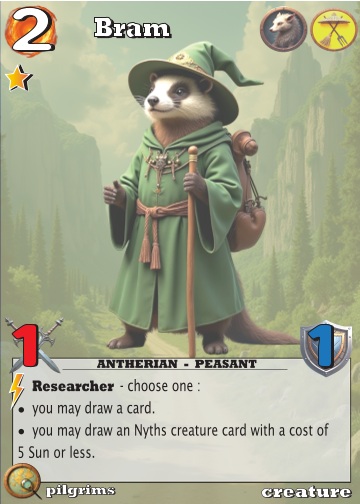 2
Bram
1
1
ANTHERIAN - PEASANT
Researcher - choose one :
• you may draw a card.
• you may draw an Nyths creature card with a cost of
5 Sun or less.
pilgrims
creature